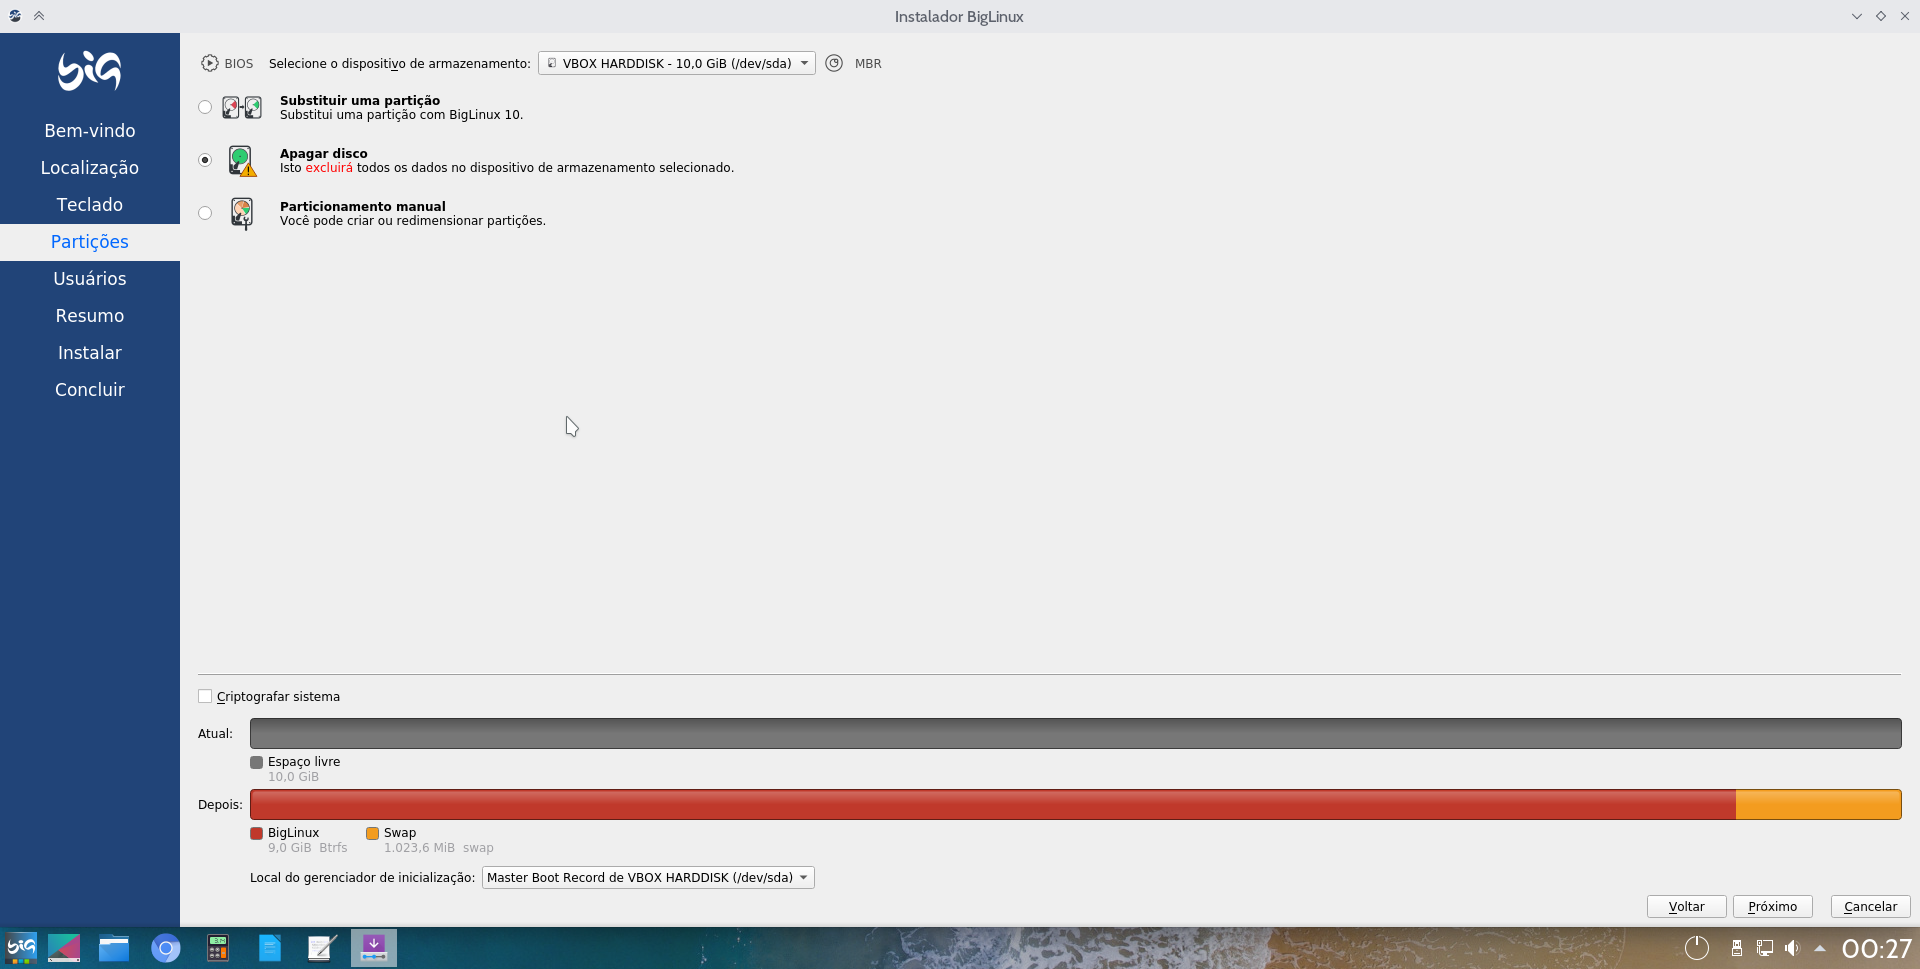 Instalador BigLinux
big
Bem-vindo
Localização
Teclado
Partições
Usuários
Resumo
Instalar
Concluir
BIOS Selecione o dispositivo de armazenamento: VBOX HARDDISK - 10,0 GiB (/dev/sda) MBR
Substituir uma partição
Substitui uma partição com BigLinux 10.
Apagar disco
Isto excluirá todos os dados no dispositivo de armazenamento selecionado.
Particionamento manual
Você pode criar ou redimensionar partições.
Criptografar sistema
Atual:
Espaço livre
10,0 GiB
Depois:
BigLinux Swap
9,0 GiB Btrfs 1.023,6 MiB swap
Local do gerenciador de inicialização: Master Boot Record de VBOX HARDDISK (/dev/sda)
Voltar Próximo Cancelar
big 00:27